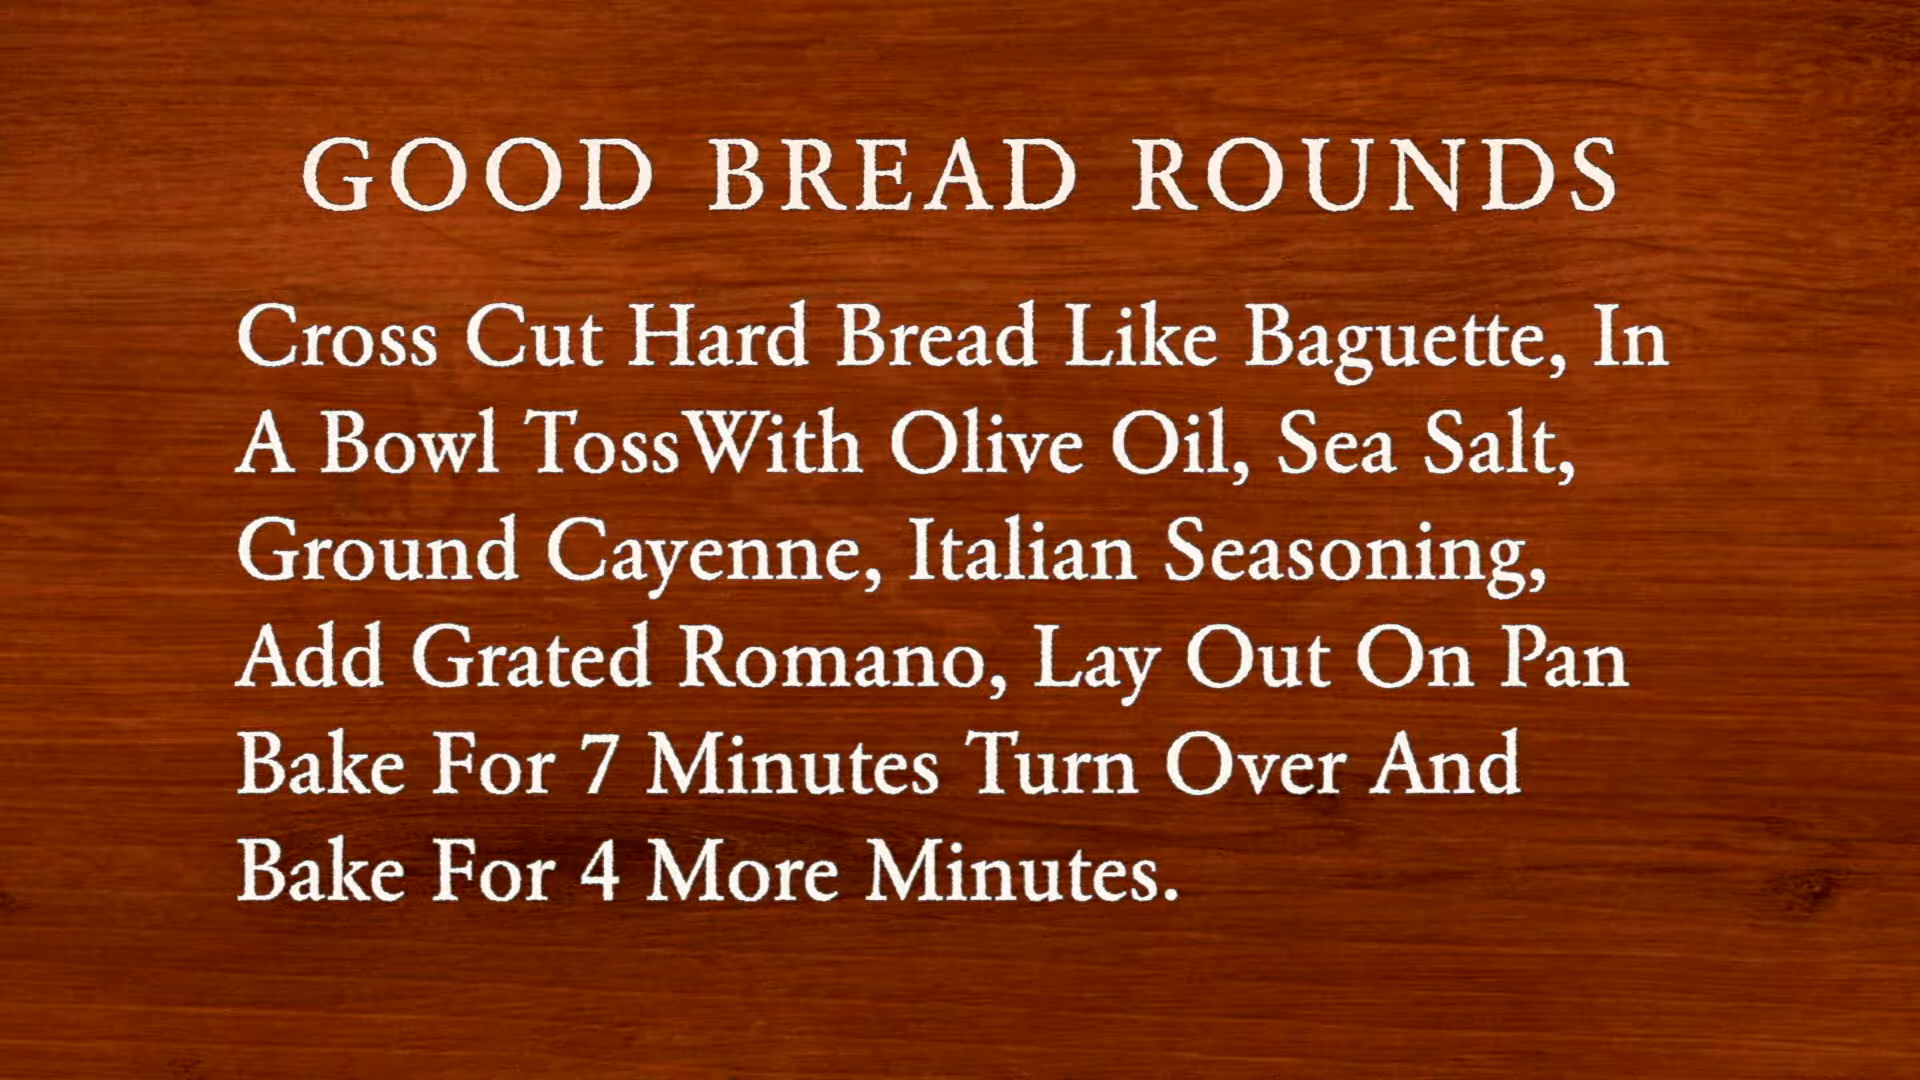 GOOD BREAD ROUNDS
Cross Cut Hard Bread Like Baguette, In
A Bowl Toss With Olive Oil, Sea Salt,
Ground Cayenne, Italian Seasoning,
Add Grated Romano, Lay Out On Pan
Bake For 7 Minutes Turn Over And
Bake For 4 More Minutes.